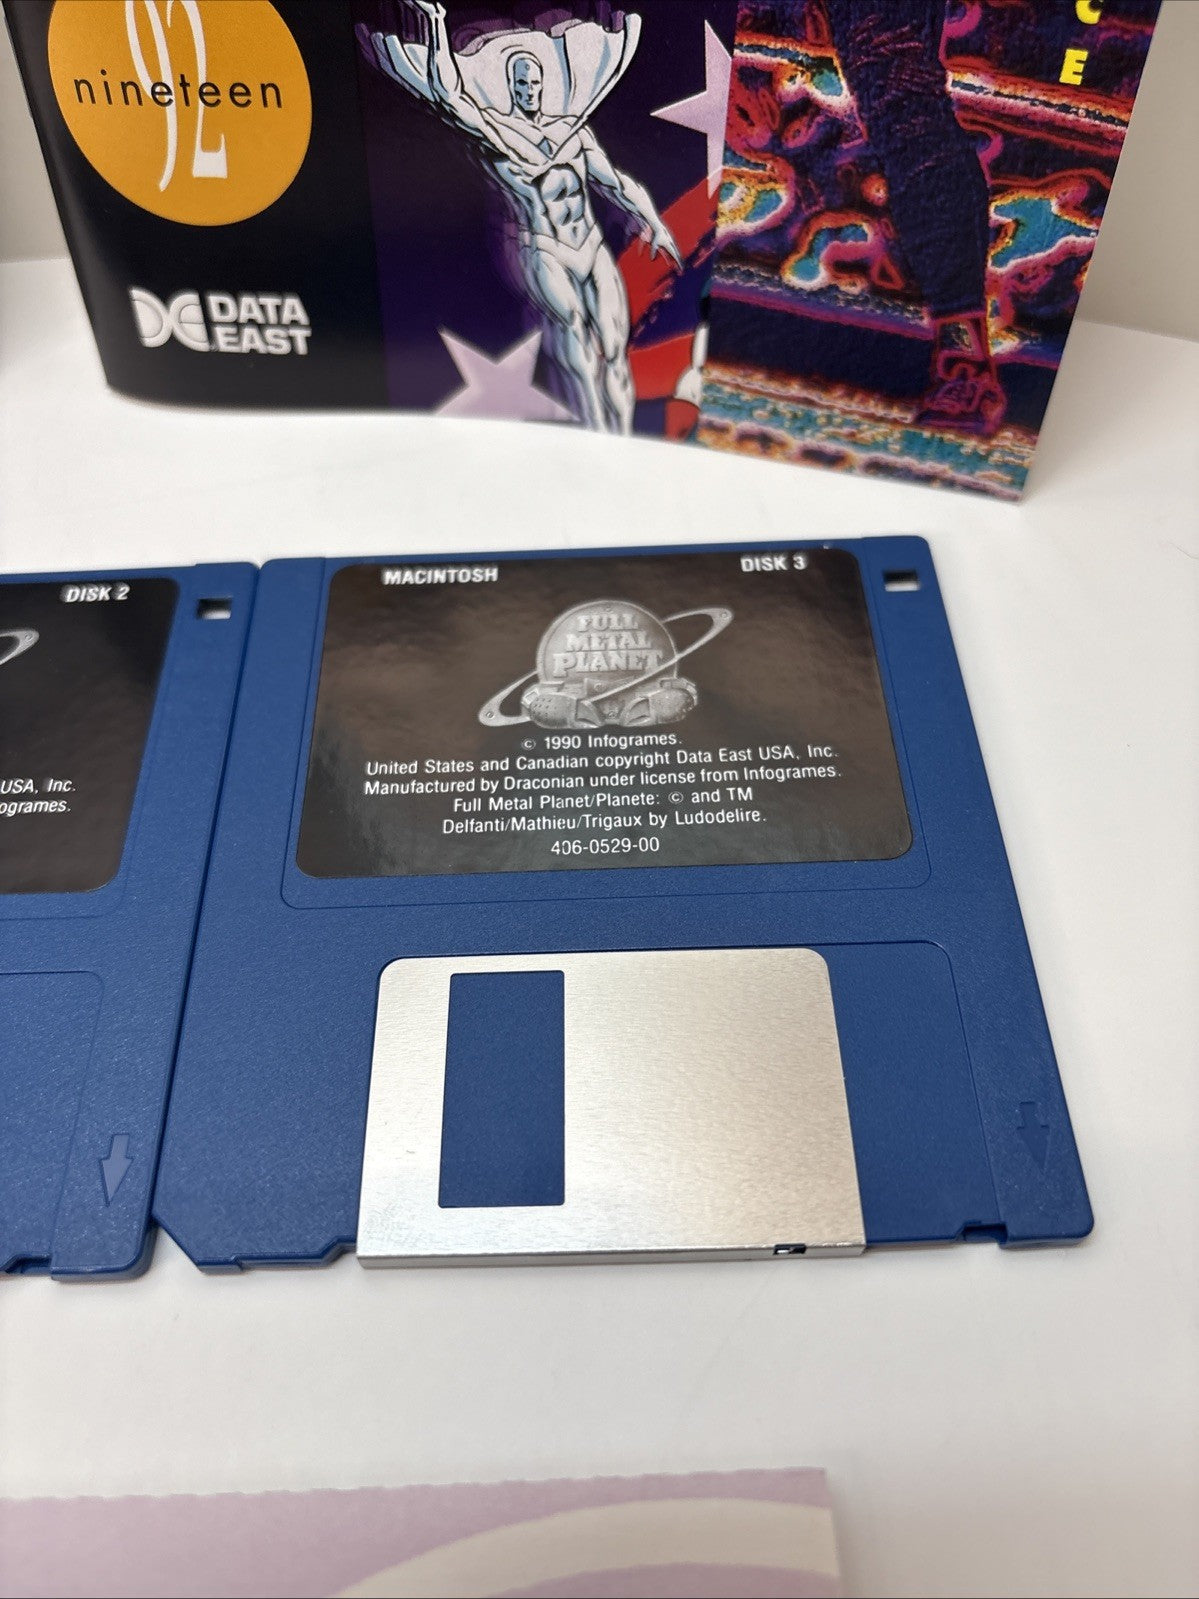 92
nineteen
DATA
EAST
C
E
DISK 2
USA, Inc.
ogrames.
MACINTOSH
DISK 3
FULL
METAL
PLANET
© 1990 Infogrames.
United States and Canadian copyright Data East USA, Inc.
Manufactured by Draconian under license from Infogrames.
Full Metal Planet/Planete: © and TM
Delfanti/Mathieu/Trigaux by Ludodelire.
406-0529-00